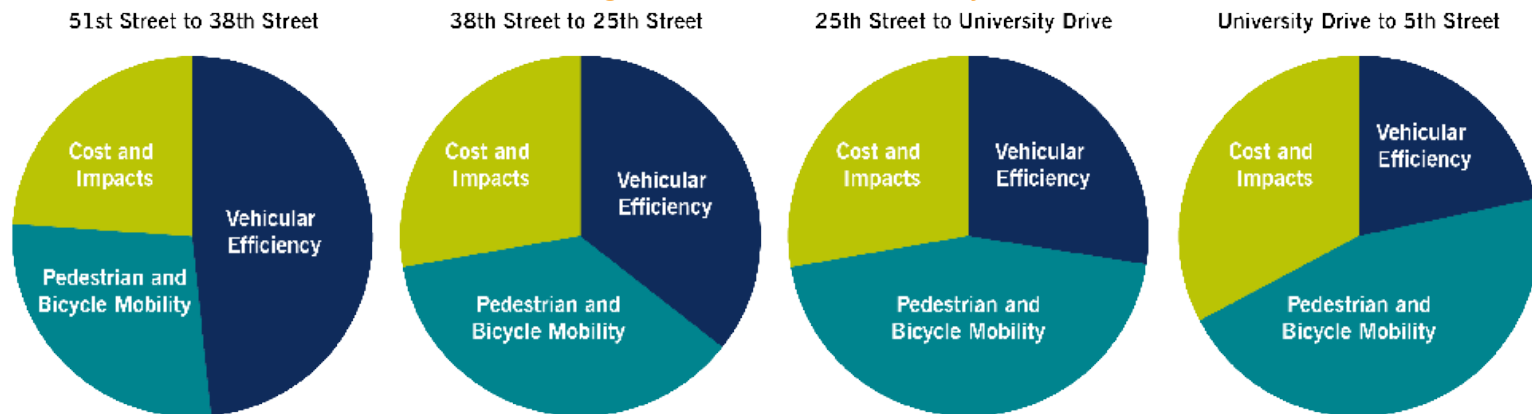 51st Street to 38th Street
38th Street to 25th Street
25th Street to University Drive
University Drive to 5th Street
Cost and
Impacts
Vehicular
Efficiency
Pedestrian and
Bicycle Mobility
Cost and
Impacts
Vehicular
Efficiency
Pedestrian and
Bicycle Mobility
Cost and
Impacts
Vehicular
Efficiency
Pedestrian and
Bicycle Mobility
Cost and
Impacts
Vehicular
Efficiency
Pedestrian and
Bicycle Mobility